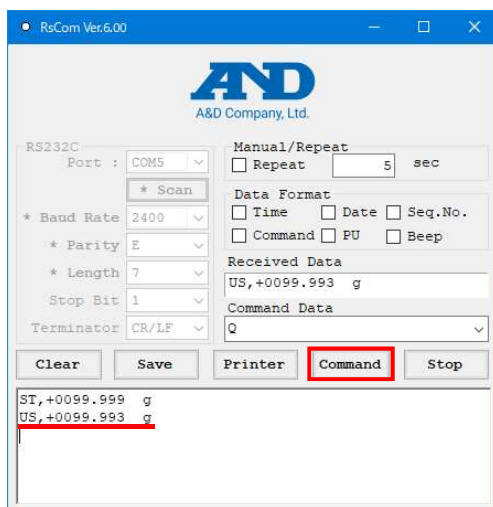 RsCom Ver.6.00
AND
A&D Company, Ltd.
RS232C
Port : COM5
* Scan
* Baud Rate 2400
* Parity E
* Length 7
Stop Bit 1
Terminator CR/LF
Manual/Repeat
Repeat 5 sec
Data Format
Time Date Seq.No.
Command PU Beep
Received Data
US,+0099.993 g
Command Data
Q
Clear Save Printer Command Stop
ST,+0099.999 g
US,+0099.993 g